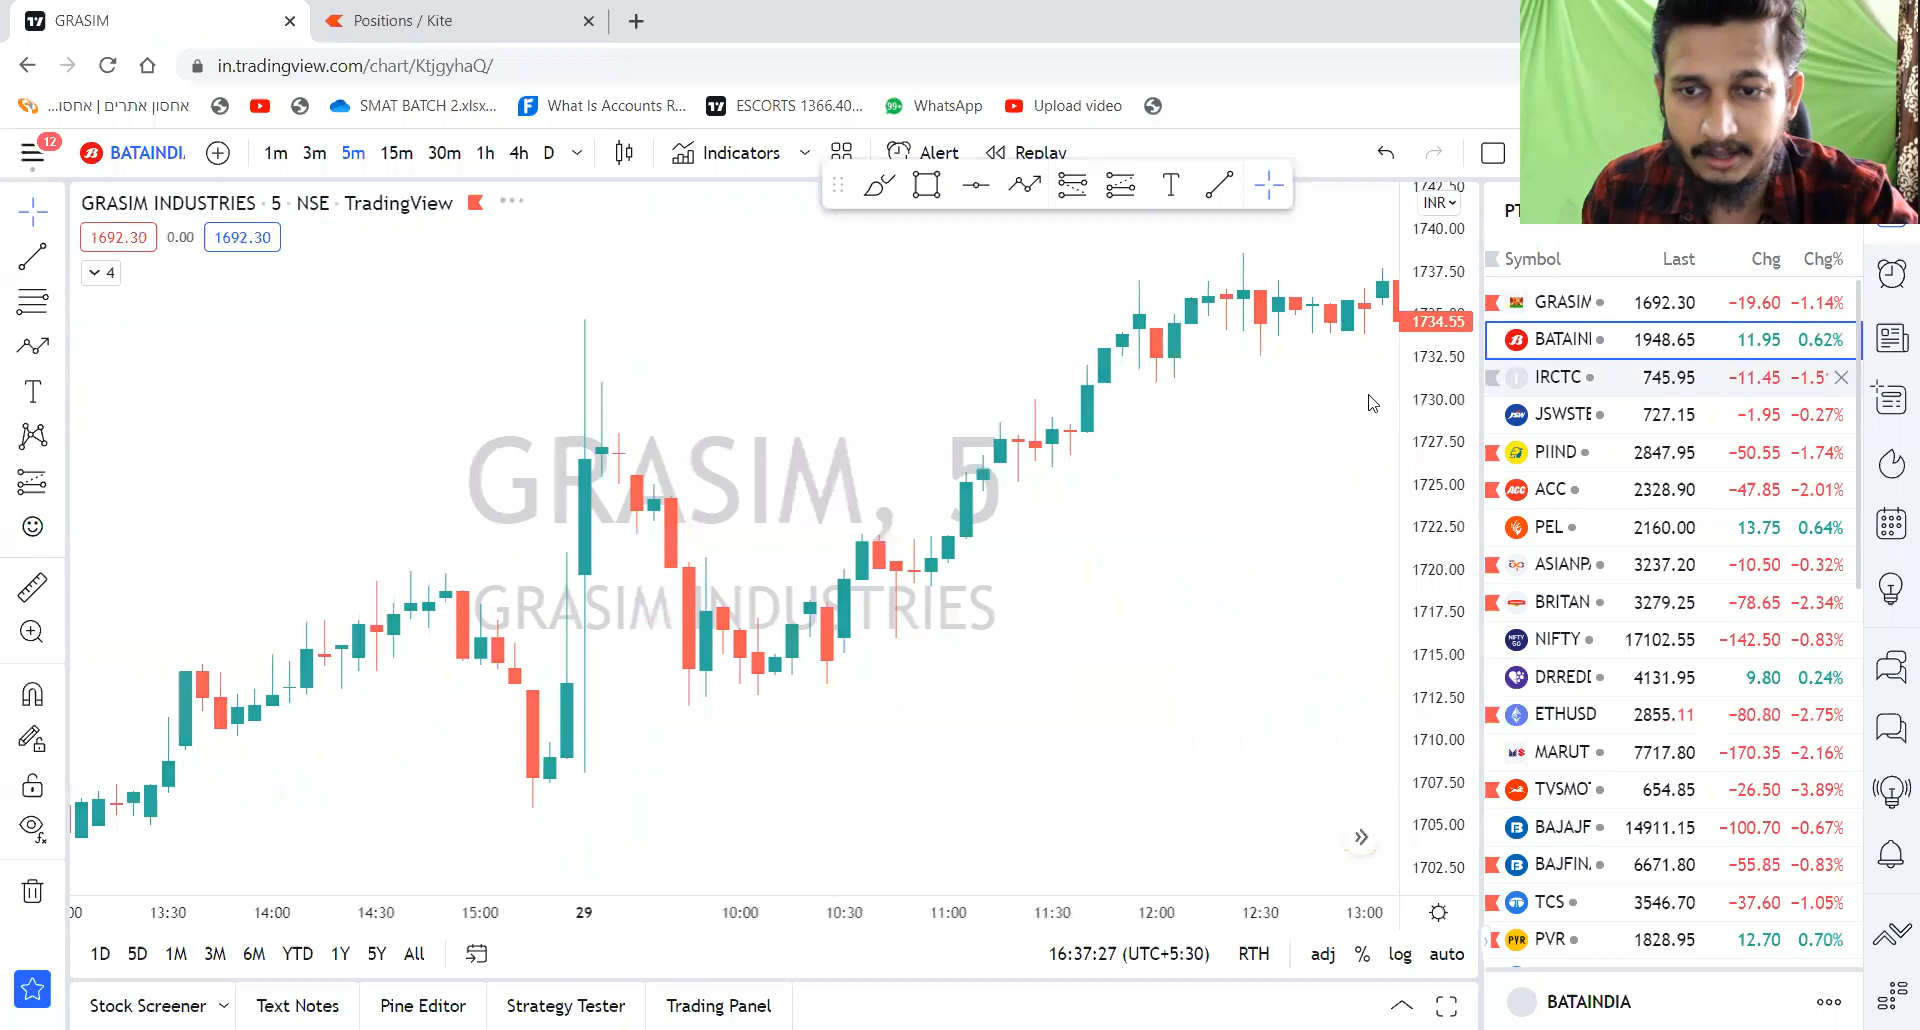 GRASIM
Positions / Kite
in.tradingview.com/chart/KtjgyhaQ/
אחסון אתרים | אחסו...
SMAT BATCH 2.xlsx...
What Is Accounts R...
ESCORTS 1366.40...
99+
WhatsApp
Upload video
12
BATAINDI
1m 3m 5m 15m 30m 1h 4h D
Indicators
Alert
Replay
GRASIM INDUSTRIES · 5 · NSE · TradingView
1692.30 0.00 1692.30
4
GRASIM, 5
GRASIM INDUSTRIES
1742.50
INR
1740.00
1737.50
1734.55
1732.50
1730.00
1727.50
1725.00
1722.50
1720.00
1717.50
1715.00
1712.50
1710.00
1707.50
1705.00
1702.50
:00 13:30 14:00 14:30 15:00 29 10:00 10:30 11:00 11:30 12:00 12:30 13:00
1D 5D 1M 3M 6M YTD 1Y 5Y All
16:37:27 (UTC+5:30) RTH adj % log auto
Stock Screener Text Notes Pine Editor Strategy Tester Trading Panel
Symbol Last Chg Chg%
GRASIM 1692.30 −19.60 −1.14%
BATAINI 1948.65 11.95 0.62%
IRCTC 745.95 −11.45 −1.5
JSWSTE 727.15 −1.95 −0.27%
PIIND 2847.95 −50.55 −1.74%
ACC 2328.90 −47.85 −2.01%
PEL 2160.00 13.75 0.64%
ASIANPA 3237.20 −10.50 −0.32%
BRITAN 3279.25 −78.65 −2.34%
NIFTY 17102.55 −142.50 −0.83%
DRREDD 4131.95 9.80 0.24%
ETHUSD 2855.11 −80.80 −2.75%
MARUT 7717.80 −170.35 −2.16%
TVSMO 654.85 −26.50 −3.89%
BAJAJF 14911.15 −100.70 −0.67%
BAJFIN 6671.80 −55.85 −0.83%
TCS 3546.70 −37.60 −1.05%
PVR 1828.95 12.70 0.70%
BATAINDIA